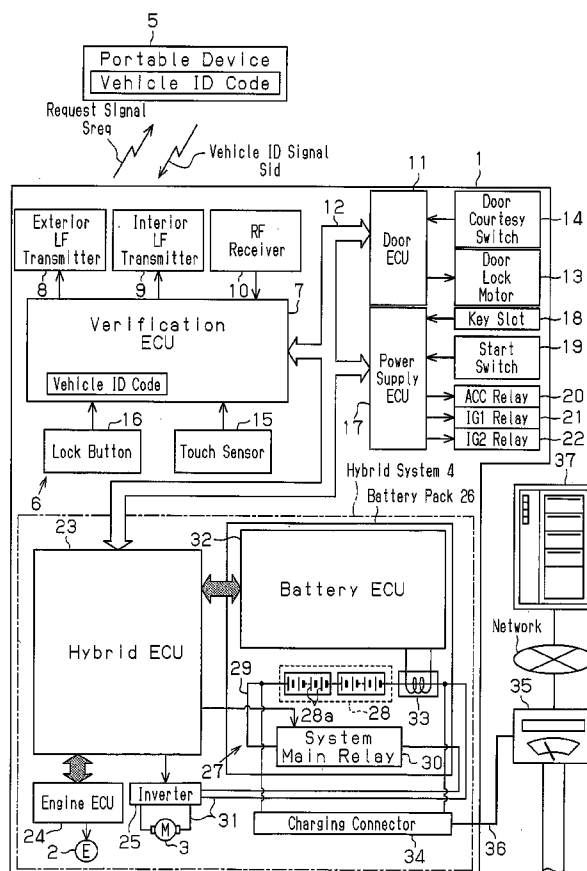 5
Portable Device
Vehicle ID Code
Request Signal
Sreq
Vehicle ID Signal
Sid
11
1
12
Exterior
LF
Transmitter
Interior
LF
Transmitter
RF
Receiver
Door
ECU
Door
Courtesy
Switch
14
Door
Lock
Motor
13
8
9
10
7
Verification
ECU
Vehicle ID Code
Key Slot
18
Power
Supply
ECU
Start
Switch
19
16
15
17
ACC Relay
20
IG1 Relay
21
IG2 Relay
22
Lock Button
Touch Sensor
6
Hybrid System 4
Battery Pack 26
37
23
32
Battery ECU
Hybrid ECU
Network
35
29
28a
28
33
System
Main Relay
30
27
Engine ECU
24
Inverter
25
31
2
E
M
3
Charging Connector
34
36